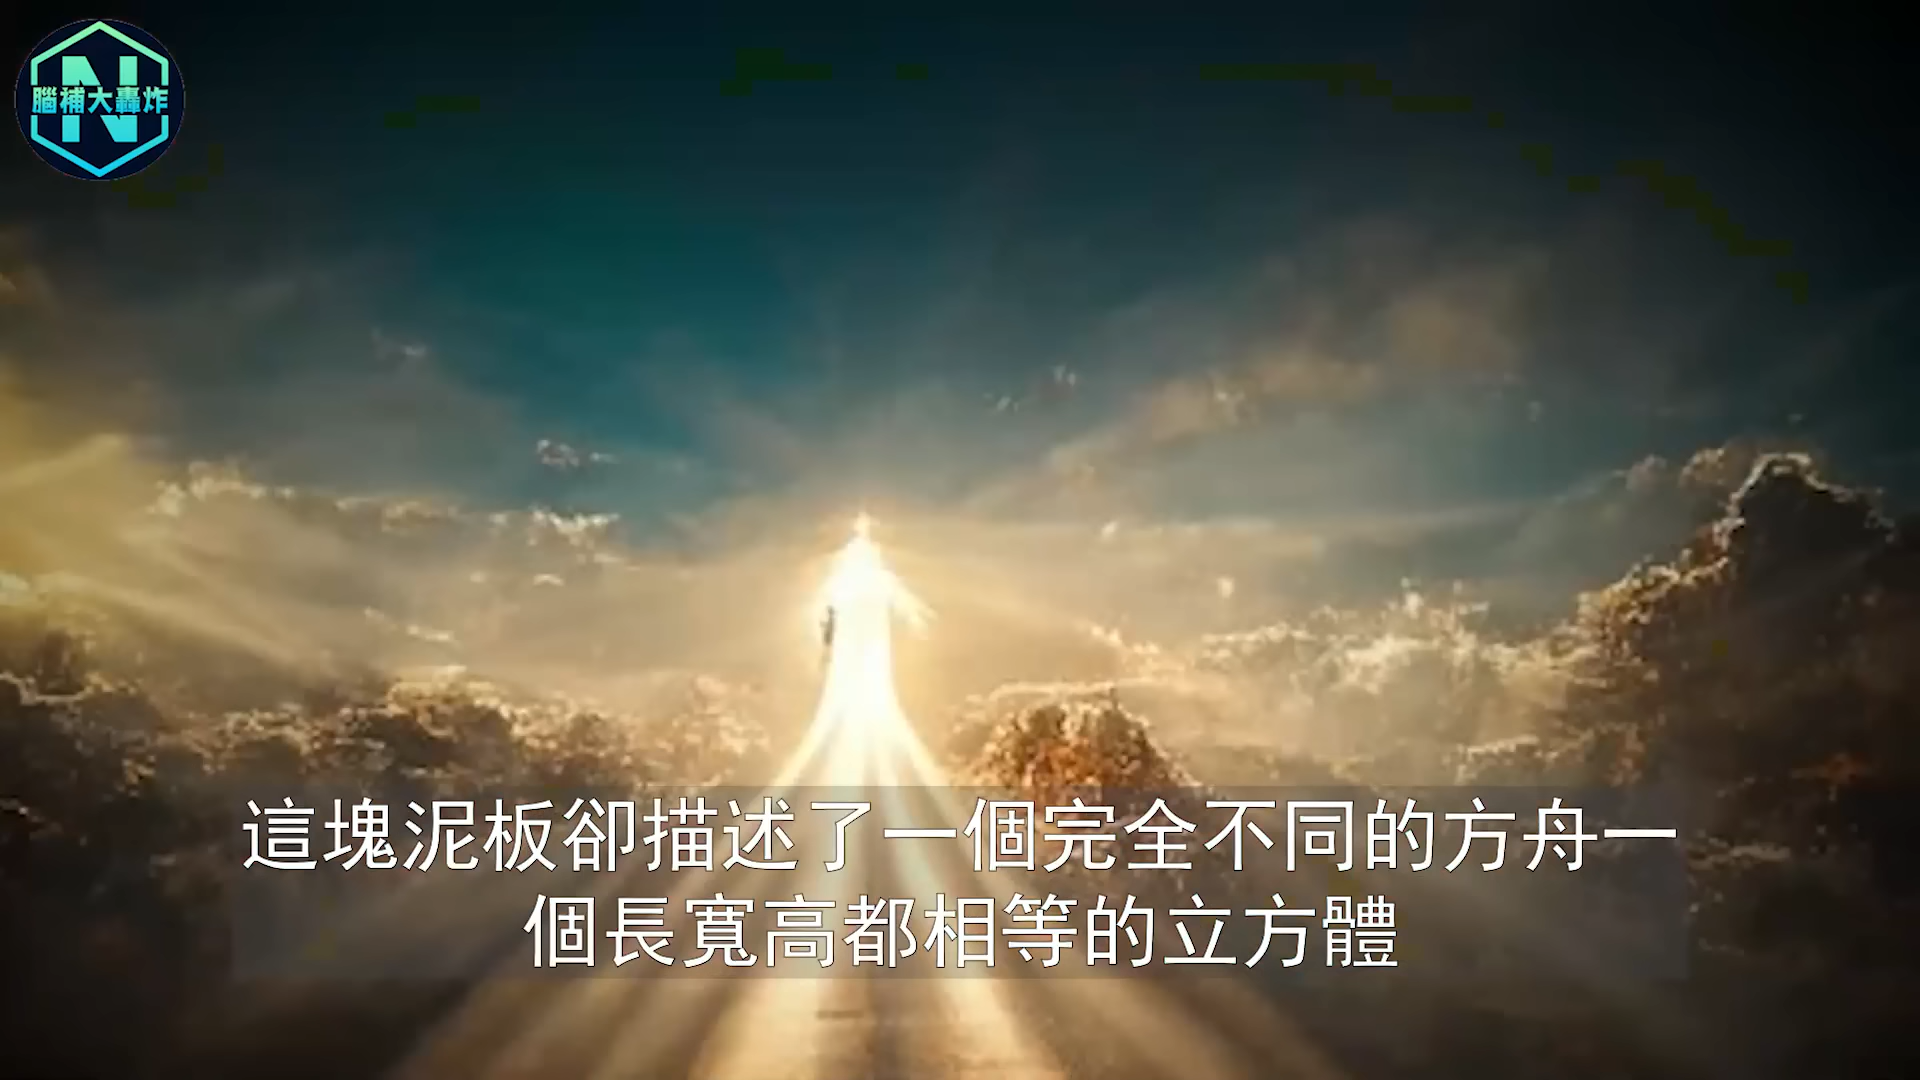 N
腦補大轟炸
這塊泥板卻描述了一個完全不同的方舟一
個長寬高都相等的立方體